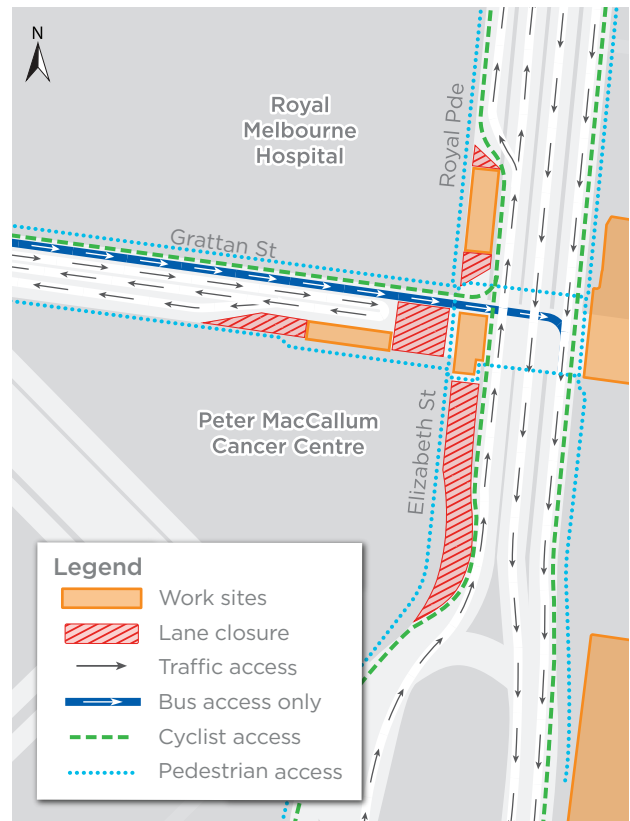 N
Royal
Melbourne
Hospital
Royal Pde
Grattan St
Peter MacCallum
Cancer Centre
Elizabeth St
Legend
Work sites
Lane closure
Traffic access
Bus access only
Cyclist access
Pedestrian access